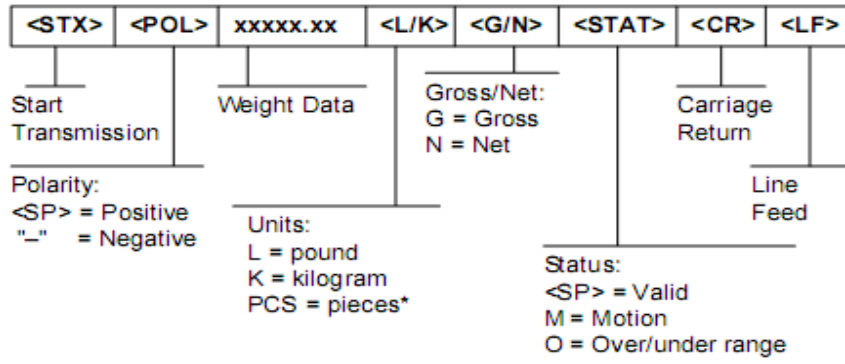 <STX> <POL> xxxxx.xx <L/K> <G/N> <STAT> <CR> <LF>
Start
Transmission
Polarity:
<SP> = Positive
"–" = Negative
Weight Data
Units:
L = pound
K = kilogram
PCS = pieces*
Gross/Net:
G = Gross
N = Net
Status:
<SP> = Valid
M = Motion
O = Over/under range
Carriage
Return
Line
Feed